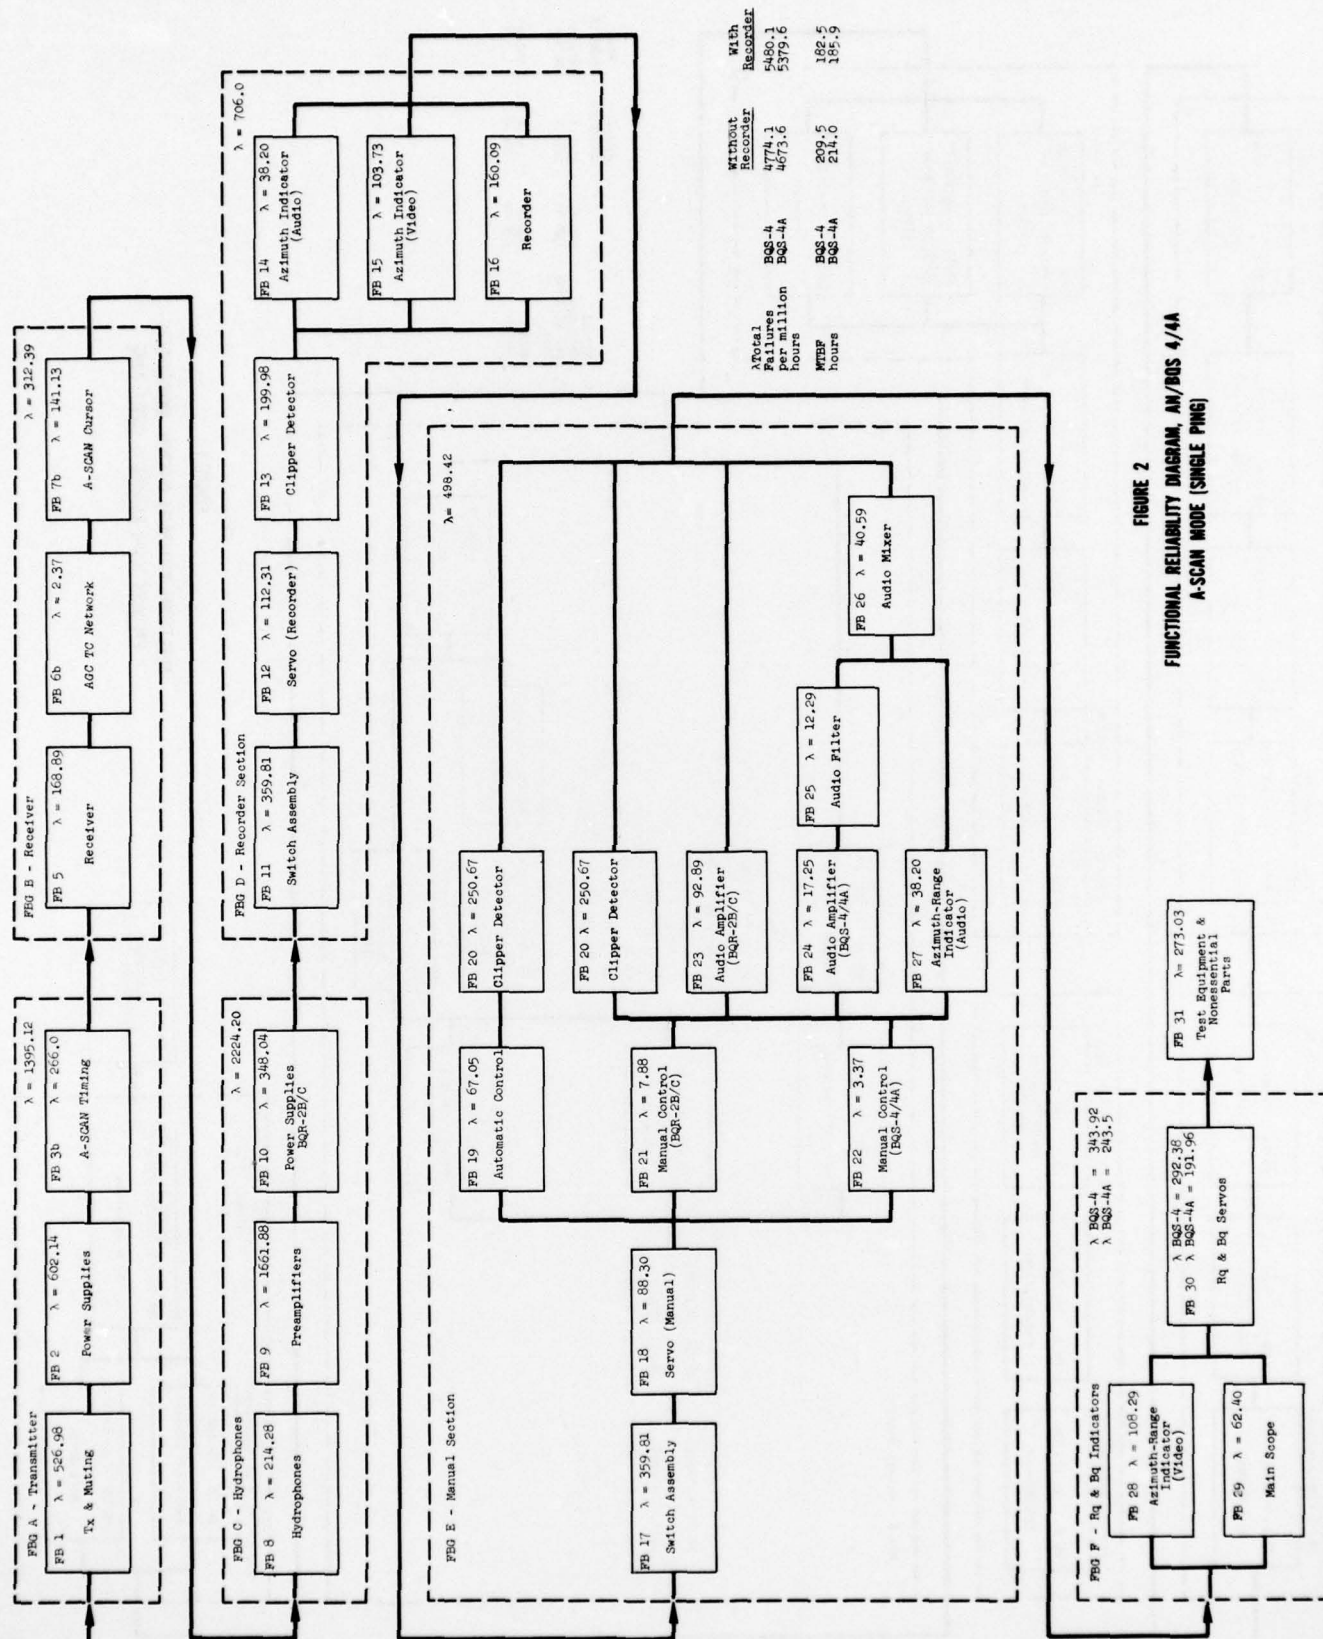 FBG A - Transmitter
λ = 1395.12
FB 1 λ = 526.98
Tx & Muting
FB 2 λ = 602.14
Power Supplies
FB 3b λ = 266.0
A-SCAN Timing
FBG B - Receiver
λ = 312.39
FB 5 λ = 168.89
Receiver
FB 6b λ = 2.37
AGC TC Network
FB 7b λ = 141.13
A-SCAN Cursor
FBG C - Hydrophones
λ = 2224.20
FB 8 λ = 214.28
Hydrophones
FB 9 λ = 1661.88
Preamplifiers
FB 10 λ = 348.04
Power Supplies
BQR-2B/C
FBG D - Recorder Section
λ = 706.0
FB 11 λ = 359.81
Switch Assembly
FB 12 λ = 112.31
Servo (Recorder)
FB 13 λ = 199.98
Clipper Detector
FB 14 λ = 38.20
Azimuth Indicator
(Audio)
FB 15 λ = 103.73
Azimuth Indicator
(Video)
FB 16 λ = 160.09
Recorder
FBG E - Manual Section
λ= 498.42
FB 17 λ = 359.81
Switch Assembly
FB 18 λ = 88.30
Servo (Manual)
FB 19 λ = 67.05
Automatic Control
FB 20 λ = 250.67
Clipper Detector
FB 21 λ = 7.88
Manual Control
(BQR-2B/C)
FB 20 λ = 250.67
Clipper Detector
FB 23 λ = 92.89
Audio Amplifier
(BQR-2B/C)
FB 22 λ = 3.37
Manual Control
(BQS-4/4A)
FB 24 λ = 17.25
Audio Amplifier
(BQS-4/4A)
FB 25 λ = 12.29
Audio Filter
FB 27 λ = 38.20
Azimuth-Range
Indicator
(Audio)
FB 26 λ = 40.59
Audio Mixer
Without With
Recorder Recorder
λTotal
Failures BQS-4 4774.1 5480.1
per million BQS-4A 4673.6 5379.6
hours
MTBF BQS-4 209.5 182.5
hours BQS-4A 214.0 185.9
FBG F - Rq & Bq Indicators
λ BQS-4 = 343.92
λ BQS-4A = 243.5
FB 28 λ = 108.29
Azimuth-Range
Indicator
(Video)
FB 29 λ = 62.40
Main Scope
λ BQS-4 = 292.38
FB 30 λ BQS-4A = 191.96
Rq & Bq Servos
FB 31 λ= 273.03
Test Equipment &
Nonessential
Parts
FIGURE 2
FUNCTIONAL RELIABILITY DIAGRAM, AN/BQS 4/4A
A-SCAN MODE (SINGLE PING)